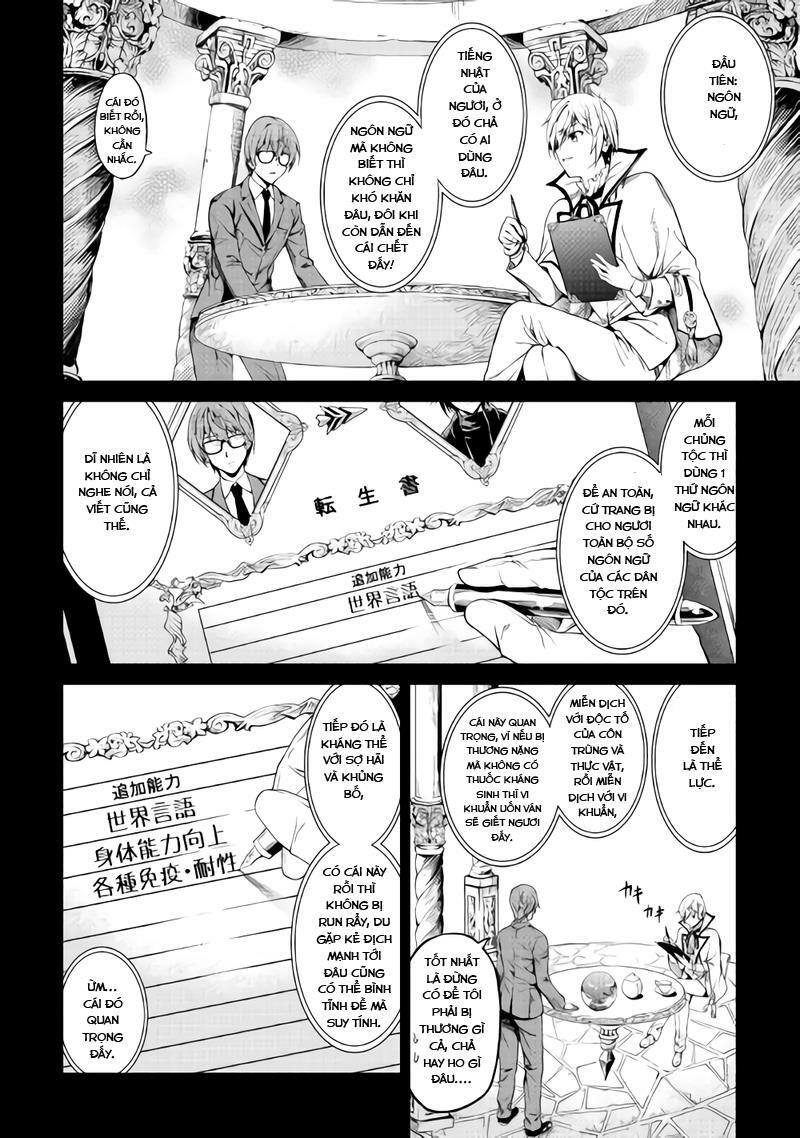 ĐẦU
TIÊN:
NGÔN
NGỮ,
TIẾNG
NHẬT
CỦA
NGƯƠI, Ở
ĐÓ CHẢ
CÓ AI
DÙNG
ĐÂU.
NGÔN NGỮ
MÀ KHÔNG
BIẾT THÌ
KHÔNG CHỈ
KHÓ KHĂN
ĐÂU, ĐÔI KHI
CÒN DẪN ĐẾN
CÁI CHẾT
ĐẤY!
CÁI ĐÓ
BIẾT RỒI,
KHÔNG
CẦN
NHẮC.
MỖI
CHỦNG
TỘC THÌ
DÙNG 1
THỨ NGÔN
NGỮ KHÁC
NHAU.
ĐỂ AN TOÀN,
CỨ TRANG BỊ
CHO NGƯƠI
TOÀN BỘ SỐ
NGÔN NGỮ
CỦA CÁC DÂN
TỘC TRÊN
ĐÓ.
転生書
追加能力
世界言語
DĨ NHIÊN LÀ
KHÔNG CHỈ
NGHE NÓI, CẢ
VIẾT CŨNG
THẾ.
TIẾP
ĐẾN
LÀ THỂ
LỰC.
MIỄN DỊCH
VỚI ĐỘC TỐ
CỦA CÔN
TRÙNG VÀ
THỰC VẬT,
RỒI MIỄN
DỊCH VỚI VI
KHUẨN,
CÁI NÀY QUAN
TRỌNG, VÌ NẾU BỊ
THƯƠNG NẶNG
MÀ KHÔNG CÓ
THUỐC KHÁNG
SINH THÌ VI
KHUẨN UỐN VÁN
SẼ GIẾT NGƯƠI
ĐẤY.
カキ
カキ
TỐT NHẤT
LÀ ĐỪNG
CÓ ĐỂ TÔI
PHẢI BỊ
THƯƠNG GÌ
CẢ, CHẢ
HAY HO GÌ
ĐÂU....
TIẾP ĐÓ LÀ
KHÁNG THỂ
VỚI SỢ HÃI
VÀ KHỦNG
BỐ,
CÓ CÁI NÀY
RỒI THÌ
KHÔNG BỊ
RUN RẨY, DU
GẶP KẺ ĐỊCH
MẠNH TỚI
ĐÂU CŨNG
CÓ THỂ BÌNH
TĨNH ĐỂ MÀ
SUY TÍNH.
追加能力
世界言語
身体能力向上
各種免疫・耐性
ỪM...
CÁI ĐÓ
QUAN
TRỌNG
ĐẤY.